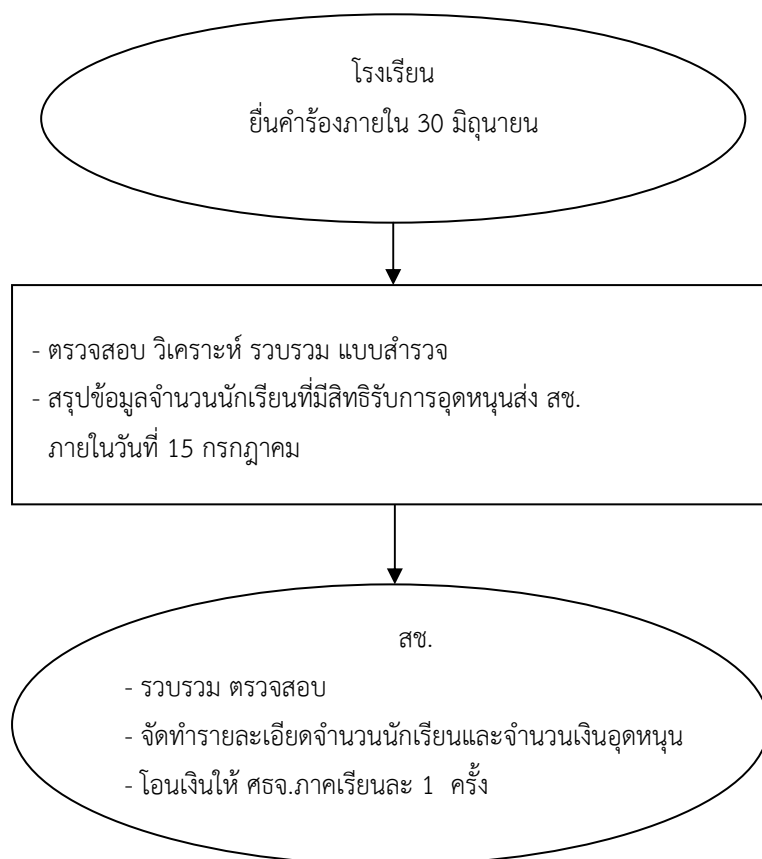 โรงเรียน
ยื่นคำร้องภายใน 30 มิถุนายน
- ตรวจสอบ วิเคราะห์ รวบรวม แบบสำรวจ
- สรุปข้อมูลจำนวนนักเรียนที่มีสิทธิรับการอุดหนุนส่ง สช.
ภายในวันที่ 15 กรกฎาคม
สช.
- รวบรวม ตรวจสอบ
- จัดทำรายละเอียดจำนวนนักเรียนและจำนวนเงินอุดหนุน
- โอนเงินให้ ศธจ.ภาคเรียนละ 1 ครั้ง